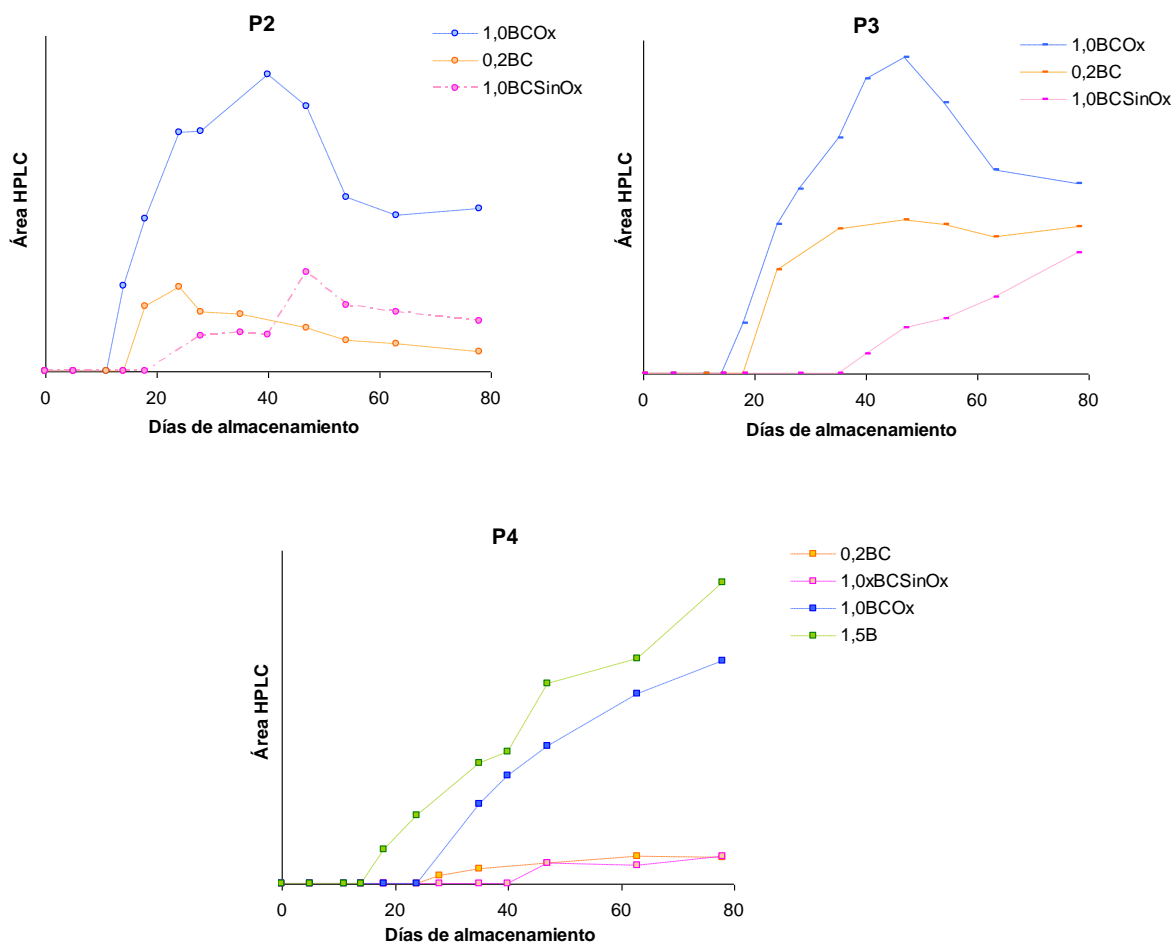 P2
1,0BCOx
0,2BC
1,0BCSinOx
Área HPLC
0 20 40 60 80
Días de almacenamiento
P3
1,0BCOx
0,2BC
1,0BCSinOx
Área HPLC
0 20 40 60 80
Días de almacenamiento
P4
0,2BC
1,0xBCSinOx
1,0BCOx
1,5B
Área HPLC
0 20 40 60 80
Días de almacenamiento